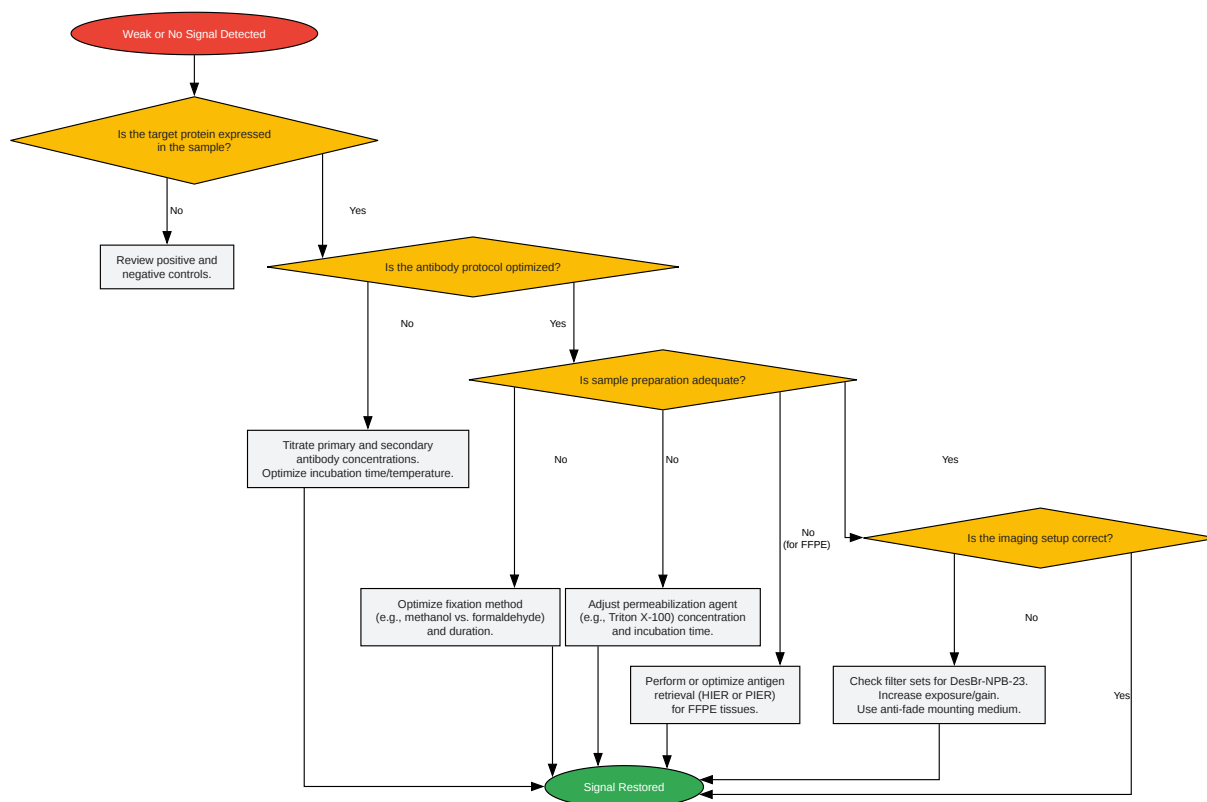 Weak or No Signal Detected
Is the target protein expressed
in the sample?
No
Yes
Review positive and
negative controls.
Is the antibody protocol optimized?
No
Yes
Is sample preparation adequate?
Titrate primary and secondary
antibody concentrations.
Optimize incubation time/temperature.
No
No
Yes
No
(for FFPE)
Is the imaging setup correct?
Optimize fixation method
(e.g., methanol vs. formaldehyde)
and duration.
Adjust permeabilization agent
(e.g., Triton X-100) concentration
and incubation time.
No
Perform or optimize antigen
retrieval (HIER or PIER)
for FFPE tissues.
Check filter sets for DesBr-NPB-23.
Increase exposure/gain.
Use anti-fade mounting medium.
Yes
Signal Restored